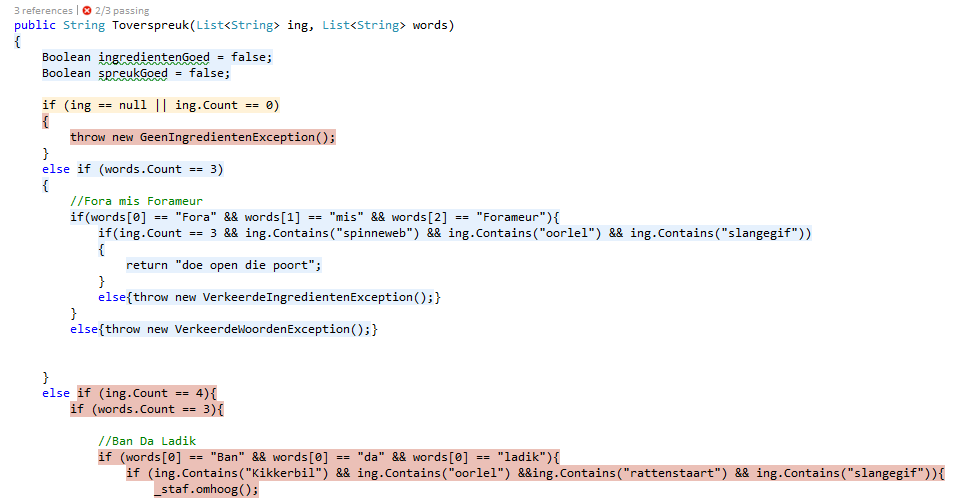 3 references | 2/3 passing
public String Toverspreuk(List<String> ing, List<String> words)
{
Boolean ingredientenGoed = false;
Boolean spreukGoed = false;
if (ing == null || ing.Count == 0)
{
throw new GeenIngredientenException();
}
else if (words.Count == 3)
{
//Fora mis Forameur
if(words[0] == "Fora" && words[1] == "mis" && words[2] == "Forameur"){
if(ing.Count == 3 && ing.Contains("spinneweb") && ing.Contains("oorlel") && ing.Contains("slangegif"))
{
return "doe open die poort";
}
else{throw new VerkeerdeIngredientenException();}
}
else{throw new VerkeerdeWoordenException();}
}
else if (ing.Count == 4){
if (words.Count == 3){
//Ban Da Ladik
if (words[0] == "Ban" && words[0] == "da" && words[0] == "ladik"){
if (ing.Contains("Kikkerbil") && ing.Contains("oorlel") &&ing.Contains("rattenstaart") && ing.Contains("slangegif")){
_staf.omhoog();